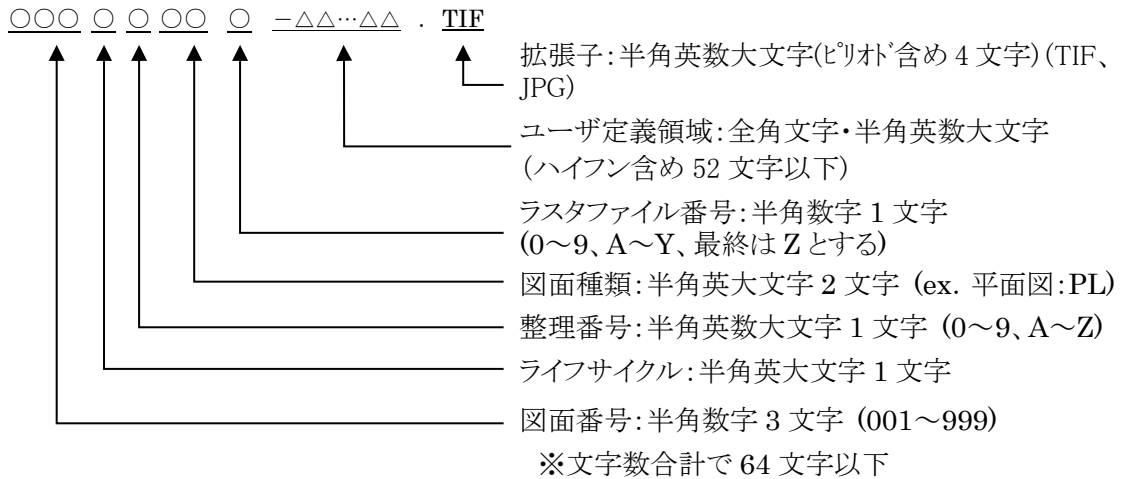 ○○○ ○ ○ ○○ ○ －△△…△△ . TIF
拡張子:半角英数大文字(ﾋﾟﾘｵﾄﾞ含め 4 文字)(TIF、
JPG)
ユーザ定義領域:全角文字・半角英数大文字
(ハイフン含め 52 文字以下)
ラスタファイル番号:半角数字 1 文字
(0～9、A～Y、最終は Z とする)
図面種類:半角英大文字 2 文字 (ex. 平面図:PL)
整理番号:半角英数大文字 1 文字 (0～9、A～Z)
ライフサイクル:半角英大文字 1 文字
図面番号:半角数字 3 文字 (001～999)
※文字数合計で 64 文字以下